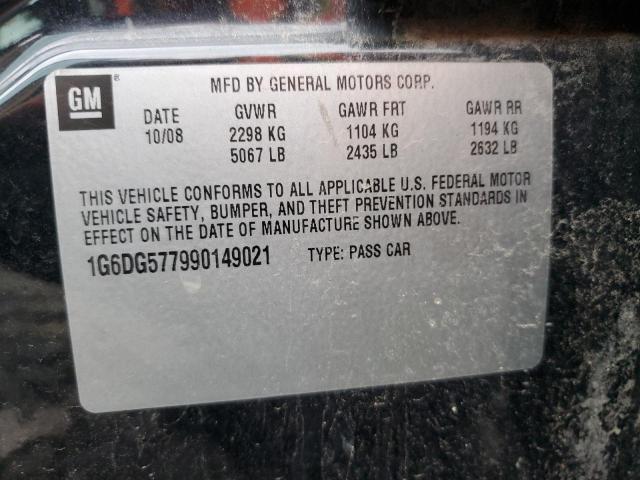 GM®
MFD BY GENERAL MOTORS CORP.
DATE GVWR GAWR FRT GAWR RR
10/08 2298 KG 1104 KG 1194 KG
5067 LB 2435 LB 2632 LB
THIS VEHICLE CONFORMS TO ALL APPLICABLE U.S. FEDERAL MOTOR
VEHICLE SAFETY, BUMPER, AND THEFT PREVENTION STANDARDS IN
EFFECT ON THE DATE OF MANUFACTURE SHOWN ABOVE.
1G6DG577990149021 TYPE: PASS CAR